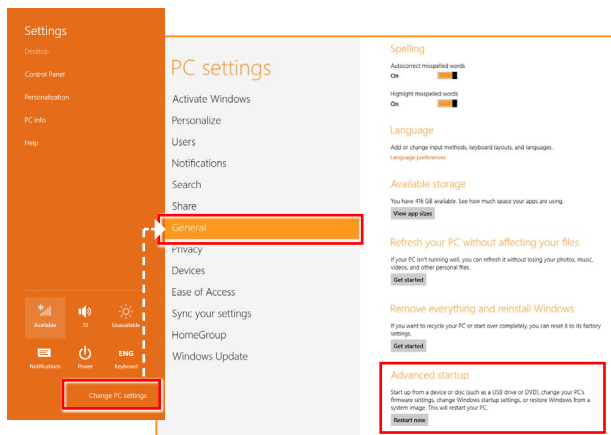 Settings
Desktop
Control Panel
Personalization
PC info
Help
Available
12
Unavailable
Notifications
Power
ENG
Keyboard
Change PC settings
PC settings
Activate Windows
Personalize
Users
Notifications
Search
Share
General
Privacy
Devices
Ease of Access
Sync your settings
HomeGroup
Windows Update
Spelling
Autocorrect misspelled words
On
Highlight misspelled words
On
Language
Add or change input methods, keyboard layouts, and languages.
Language preferences
Available storage
You have 416 GB available. See how much space your apps are using.
View app sizes
Refresh your PC without affecting your files
If your PC isn't running well, you can refresh it without losing your photos, music,
videos, and other personal files.
Get started
Remove everything and reinstall Windows
If you want to recycle your PC or start over completely, you can reset it to its factory
settings.
Get started
Advanced startup
Start up from a device or disc (such as a USB drive or DVD), change your PC's
firmware settings, change Windows startup settings, or restore Windows from a
system image. This will restart your PC.
Restart now